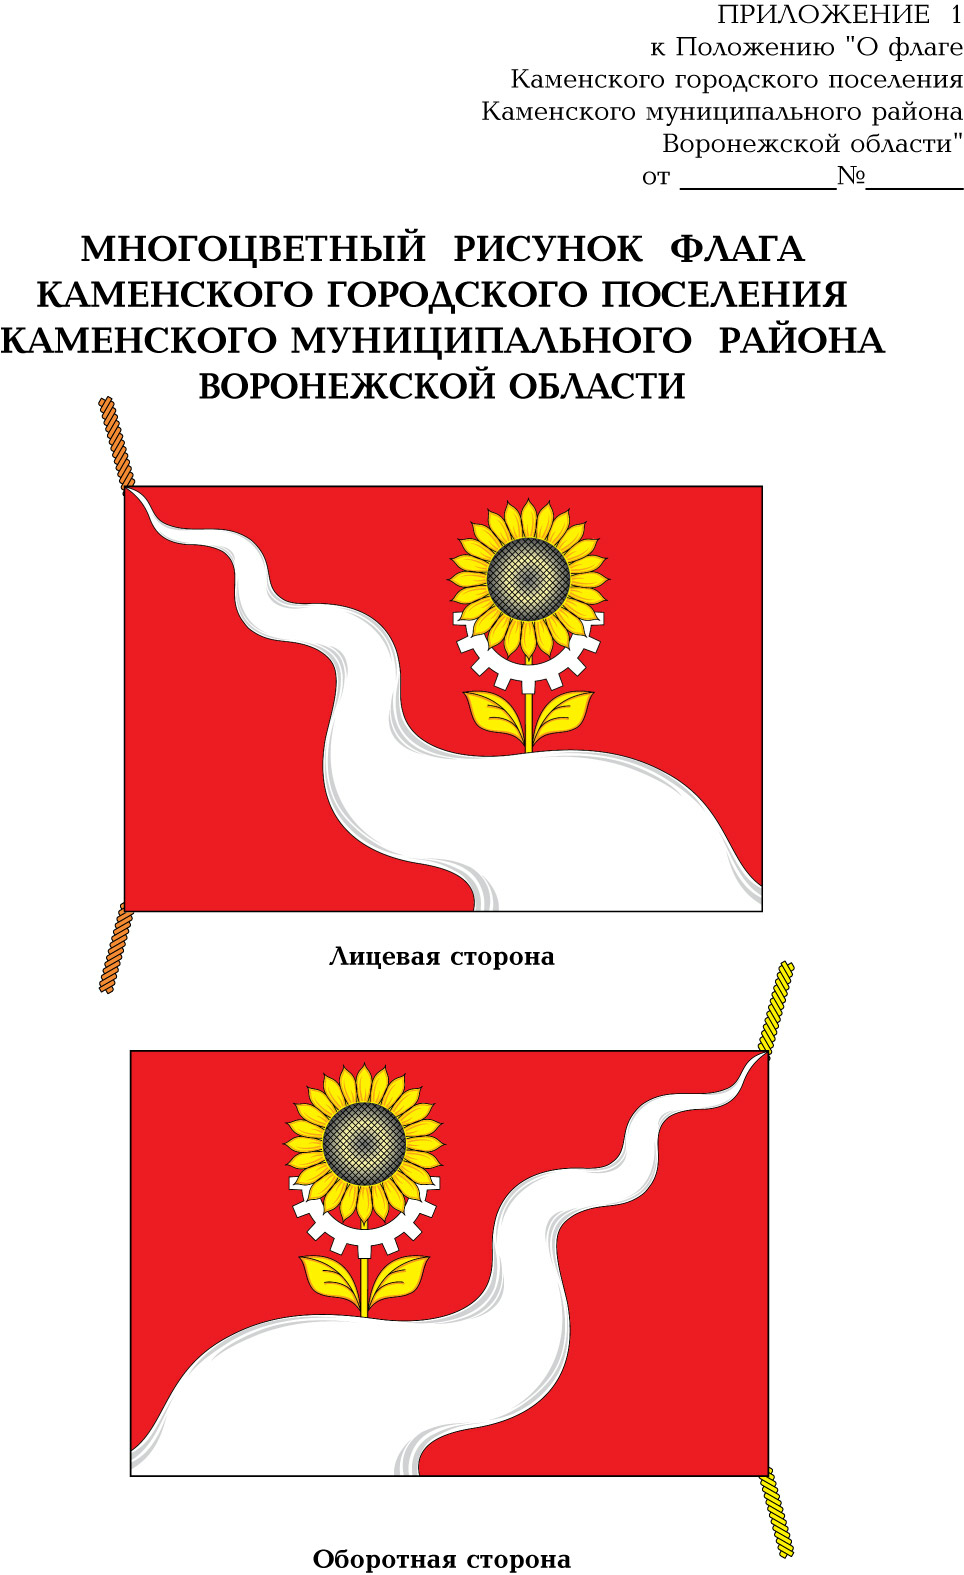 ПРИЛОЖЕНИЕ 1
к Положению "О флаге
Каменского городского поселения
Каменского муниципального района
Воронежской области"
от ____________№________
МНОГОЦВЕТНЫЙ РИСУНОК ФЛАГА
КАМЕНСКОГО ГОРОДСКОГО ПОСЕЛЕНИЯ
КАМЕНСКОГО МУНИЦИПАЛЬНОГО РАЙОНА
ВОРОНЕЖСКОЙ ОБЛАСТИ
Лицевая сторона
Оборотная сторона